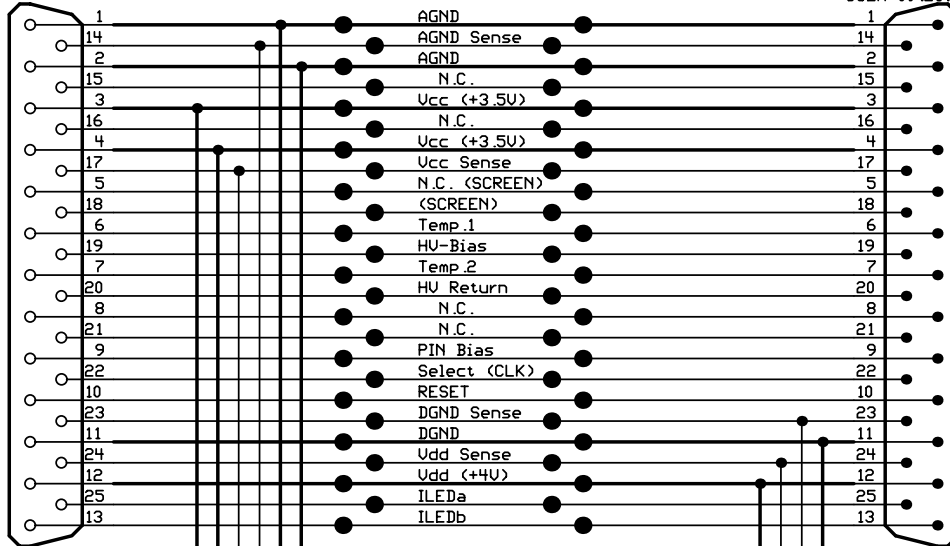 1 AGND 1
14 AGND Sense 14
2 AGND 2
15 N.C. 15
3 Vcc (+3.5V) 3
16 N.C. 16
4 Vcc (+3.5V) 4
17 Vcc Sense 17
5 N.C. (SCREEN) 5
18 (SCREEN) 18
6 Temp.1 6
19 HV-Bias 19
7 Temp.2 7
20 HV Return 20
8 N.C. 8
21 N.C. 21
9 PIN Bias 9
22 Select (CLK) 22
10 RESET 10
23 DGND Sense 23
11 DGND 11
24 Vdd Sense 24
12 Vdd (+4V) 12
25 ILEDa 25
13 ILEDb 13